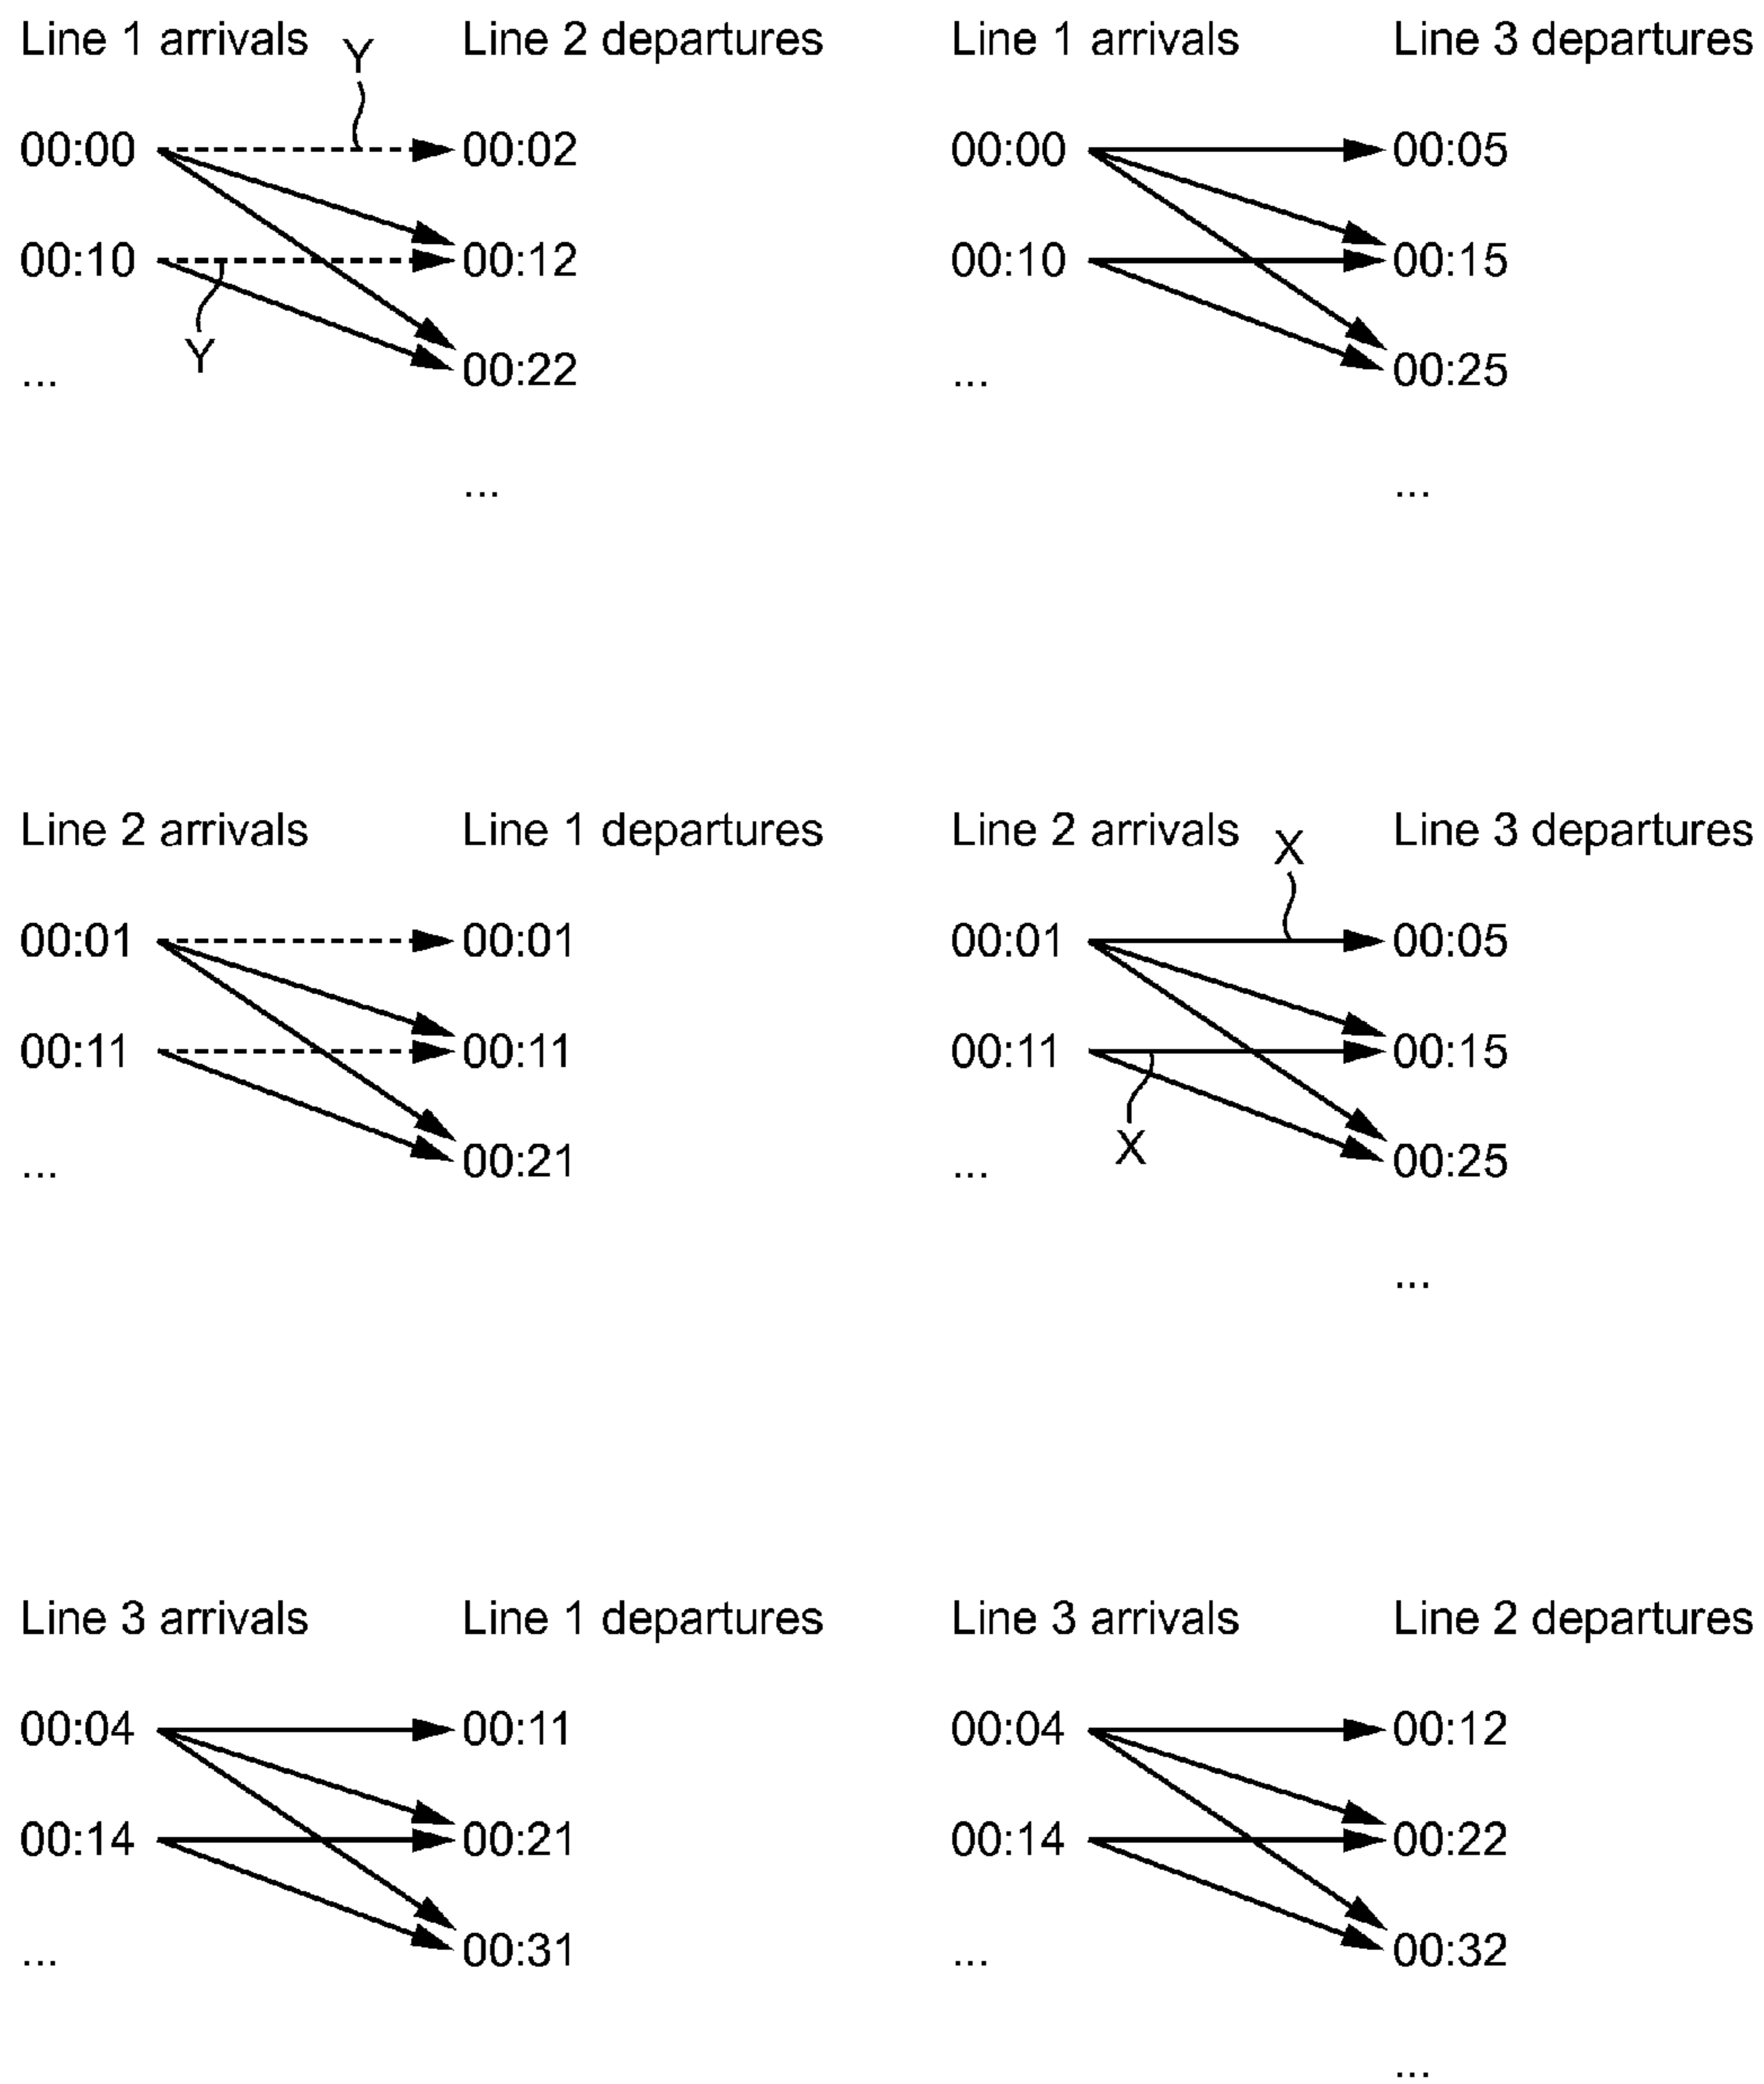 Line 1 arrivals Y Line 2 departures
00:00 00:02
00:10 00:12
Y
... 00:22
...
Line 1 arrivals Line 3 departures
00:00 00:05
00:10 00:15
... 00:25
...
Line 2 arrivals Line 1 departures
00:01 00:01
00:11 00:11
... 00:21
Line 2 arrivals X Line 3 departures
00:01 00:05
00:11 00:15
X
... 00:25
...
Line 3 arrivals Line 1 departures
00:04 00:11
00:14 00:21
... 00:31
Line 3 arrivals Line 2 departures
00:04 00:12
00:14 00:22
... 00:32
...